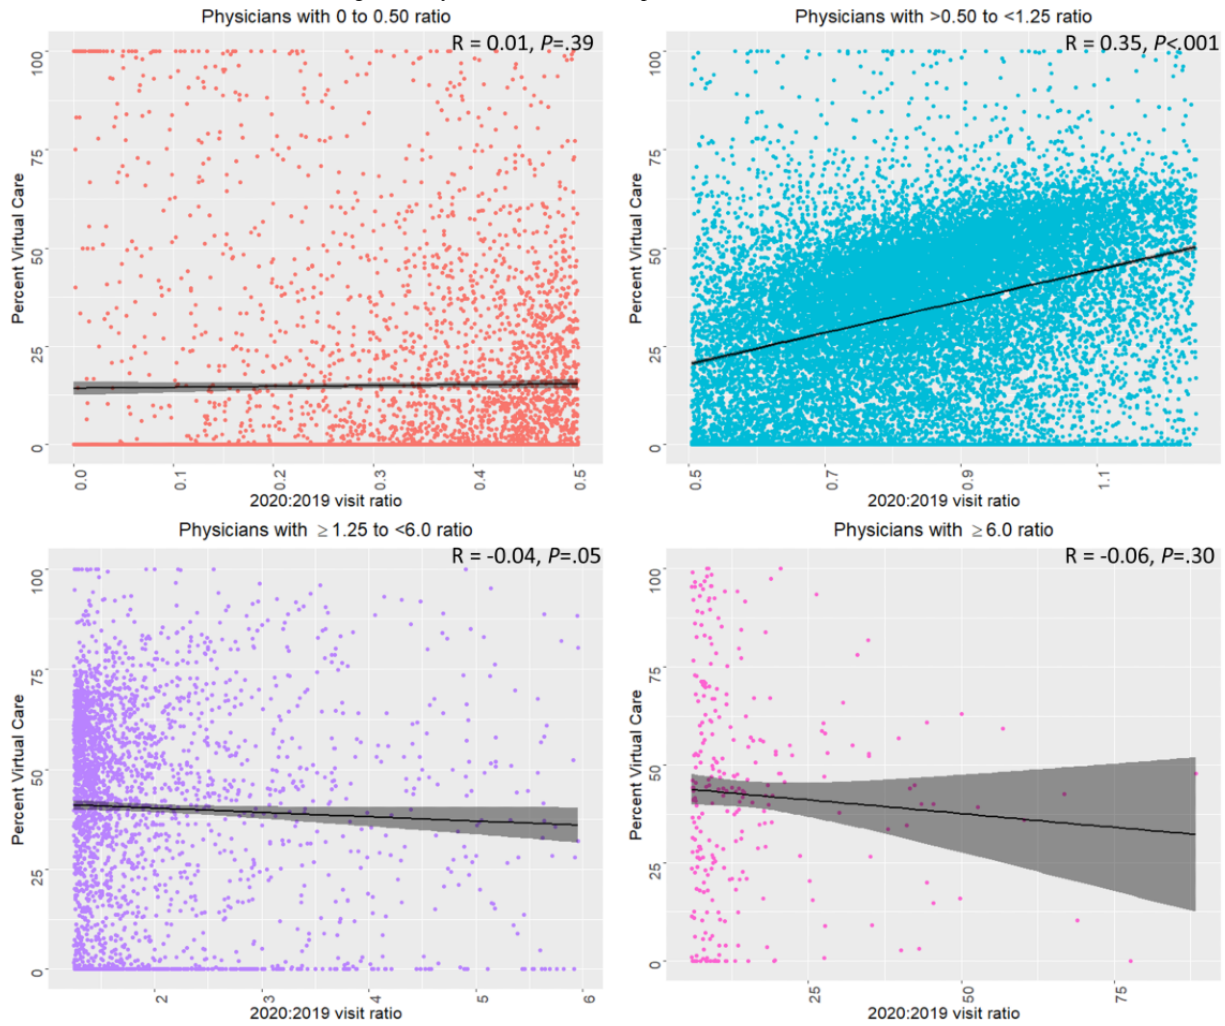 Physicians with 0 to 0.50 ratio
R = 0.01, P=.39
Percent Virtual Care
100
75
50
25
0
0.0 0.1 0.2 0.3 0.4 0.5
2020:2019 visit ratio
Physicians with >0.50 to <1.25 ratio
R = 0.35, P<.001
Percent Virtual Care
100
75
50
25
0
0.5 0.7 0.9 1.1
2020:2019 visit ratio
Physicians with ≥1.25 to <6.0 ratio
R = -0.04, P=.05
Percent Virtual Care
100
75
50
25
0
2 3 4 5 6
2020:2019 visit ratio
Physicians with ≥6.0 ratio
R = -0.06, P=.30
Percent Virtual Care
100
75
50
25
0
25 50 75
2020:2019 visit ratio